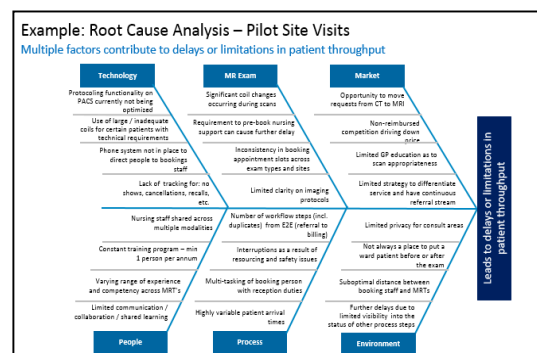 Example: Root Cause Analysis – Pilot Site Visits
Multiple factors contribute to delays or limitations in patient throughput
Technology
Protocoling functionality on
PACS currently not being
optimised
Use of large / inadequate
coils for certain patients with
technical requirements
Phone system not in place to
direct people to bookings
staff
Lack of tracking for: no
shows, cancellations, recalls, etc.
MR Exam
Significant coil changes
occurring during scans
Requirement to pre-book nursing
support can cause further delay
Inconsistency in booking
appointment slots across
exam types and sites
Limited clarity on imaging
protocols
Market
Opportunity to move
requests from CT to MRI
Non-reimbursed
competition driving down
price
Limited GP education as to
scan appropriateness
Limited strategy to differentiate
service and have continuous
referral stream
Nursing staff shared across
multiple modalities
Constant training program – min
1 person per annum
Varying range of experience
and competency across MRT's
Limited communication /
collaboration / shared learning
People
Number of workflow steps (incl.
duplicates) from E2E (referral to
billing)
Interruptions as a result of
resourcing and safety issues
Multi-tasking of booking person
with reception duties
Highly variable patient arrival
times
Process
Limited privacy for consult areas
Not always a place to put a
ward patient before or after
the exam
Suboptimal distance between
booking staff and MRTs
Further delays due to
limited visibility into the
status of other process steps
Environment
Leads to delays or limitations in
patient throughput